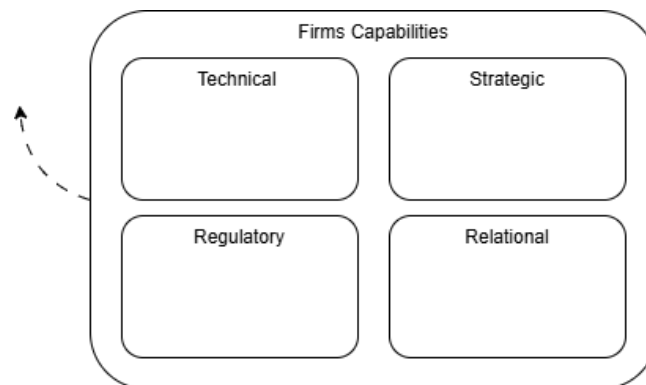 Firms Capabilities
Technical
Strategic
Regulatory
Relational